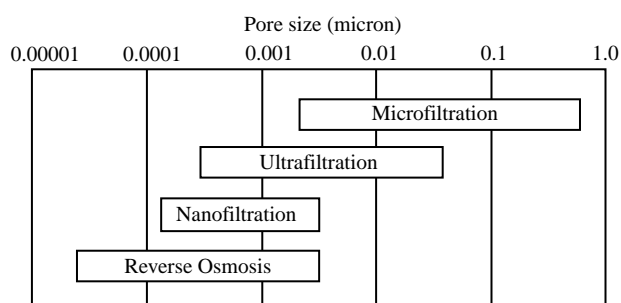 Pore size (micron)
0.00001 0.0001 0.001 0.01 0.1 1.0
Microfiltration
Ultrafiltration
Nanofiltration
Reverse Osmosis